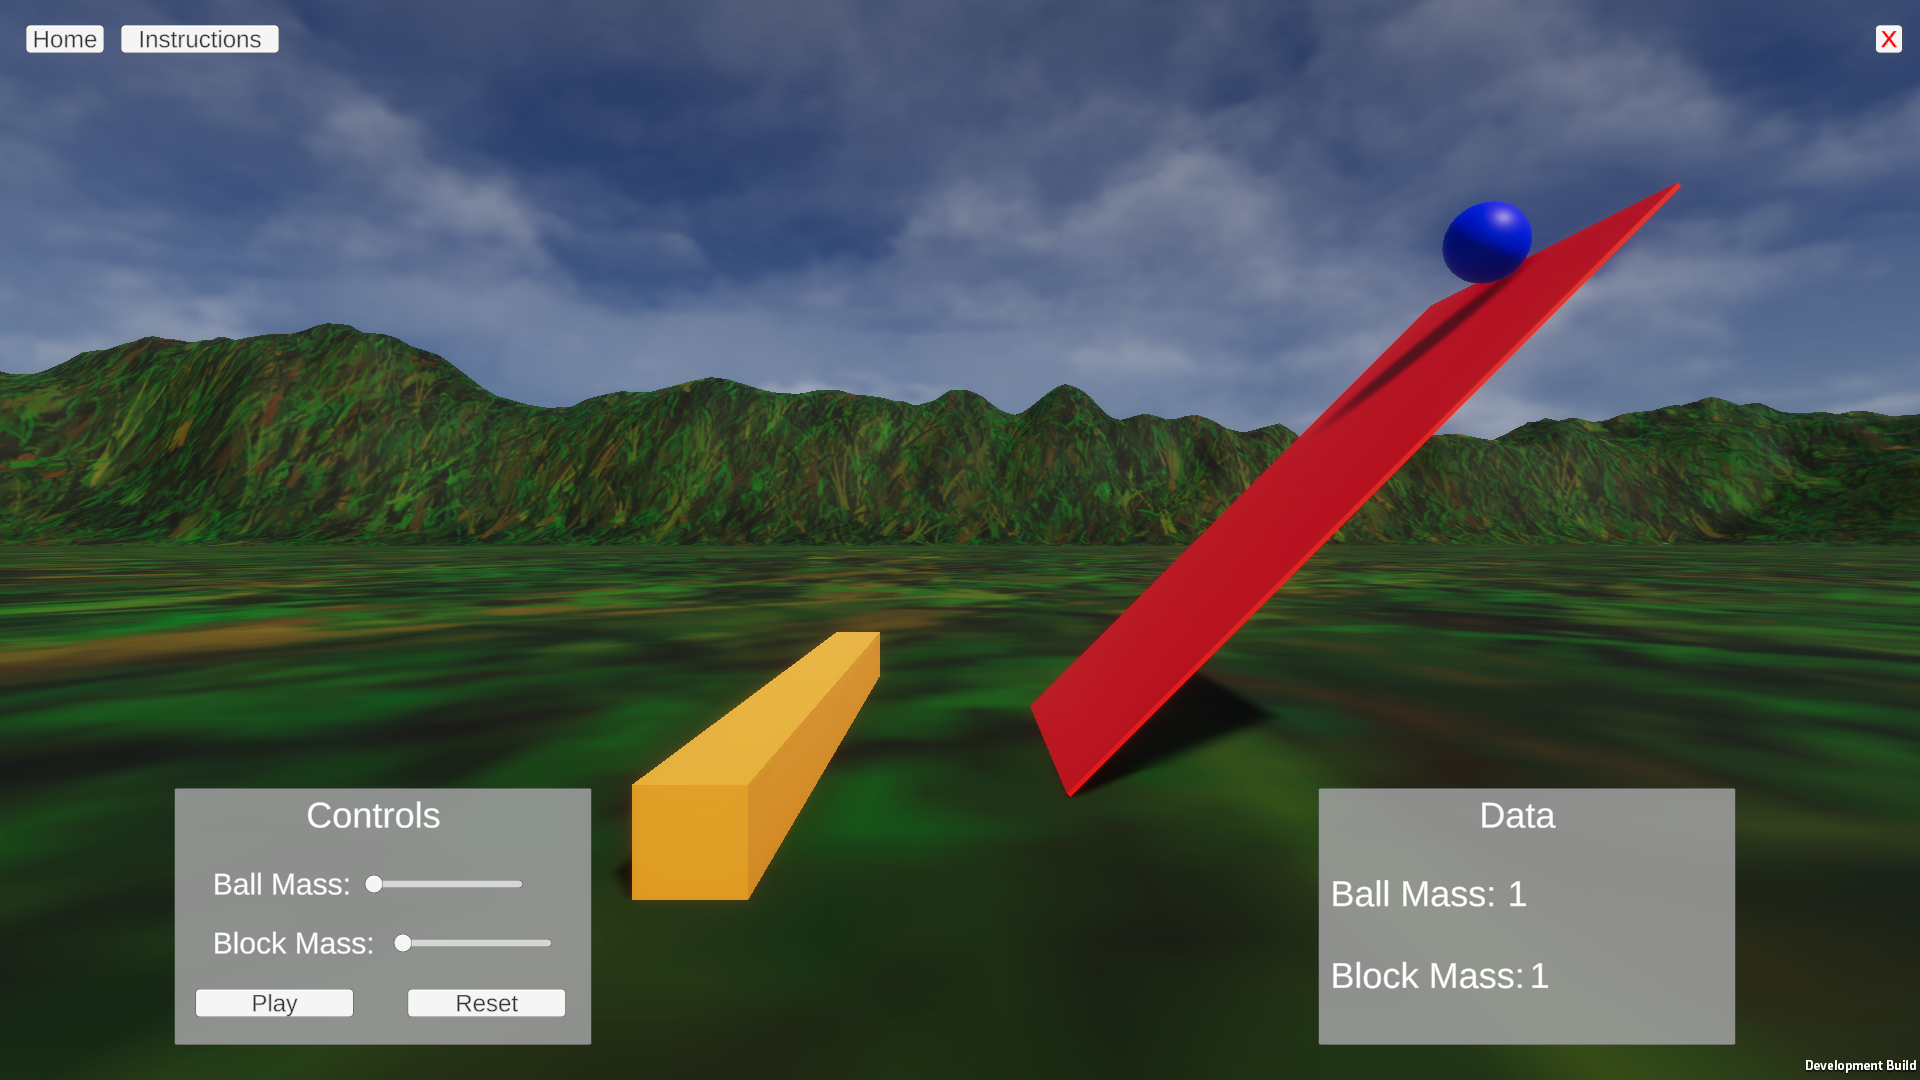 Home
Instructions
X
Controls
Ball Mass:
Block Mass:
Play
Reset
Data
Ball Mass: 1
Block Mass: 1
Development Build